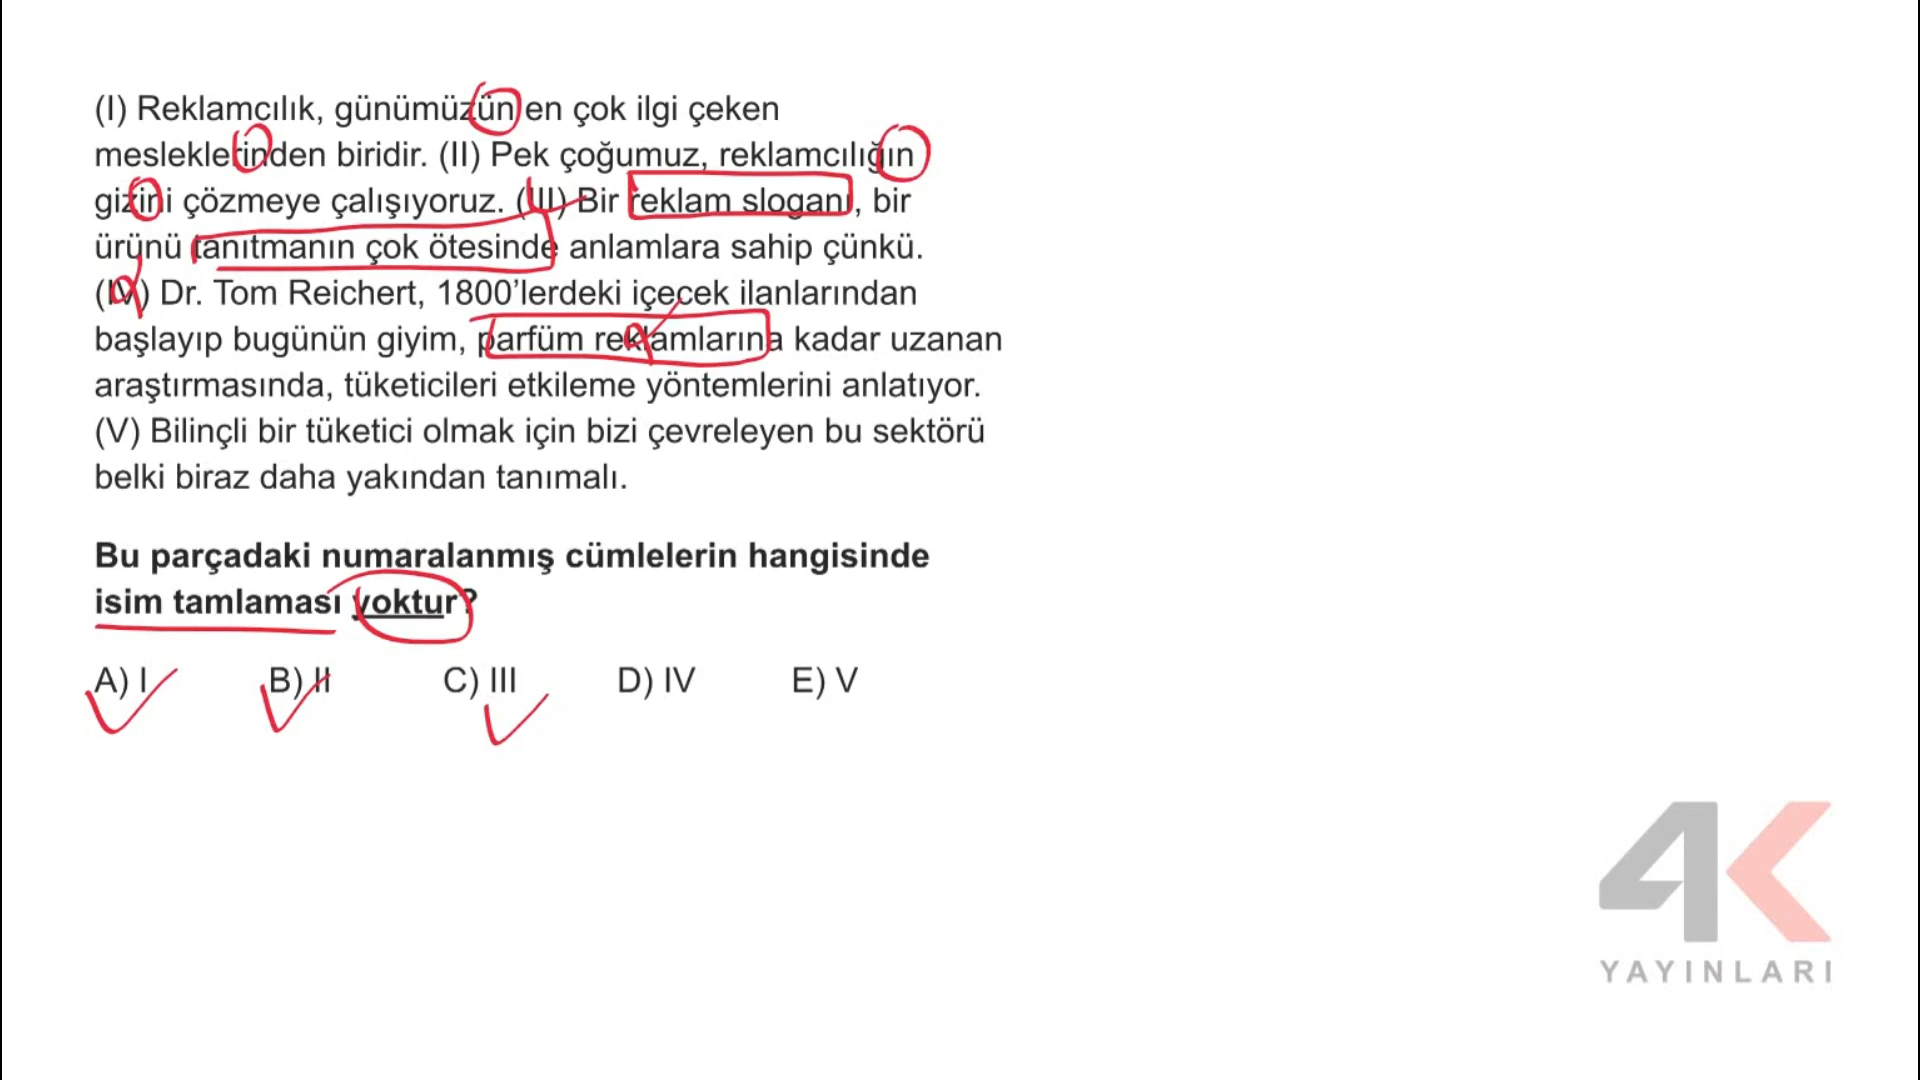 (I) Reklamcılık, günümüzün en çok ilgi çeken
mesleklerinden biridir. (II) Pek çoğumuz, reklamcılığın
gizini çözmeye çalışıyoruz. (III) Bir reklam sloganı, bir
ürünü tanıtmanın çok ötesinde anlamlara sahip çünkü.
(IV) Dr. Tom Reichert, 1800’lerdeki içecek ilanlarından
başlayıp bugünün giyim, parfüm reklamlarına kadar uzanan
araştırmasında, tüketicileri etkileme yöntemlerini anlatıyor.
(V) Bilinçli bir tüketici olmak için bizi çevreleyen bu sektörü
belki biraz daha yakından tanımalı.
Bu parçadaki numaralanmış cümlelerin hangisinde
isim tamlaması yoktur?
A) I B) II C) III D) IV E) V
4K
YAYINLARI